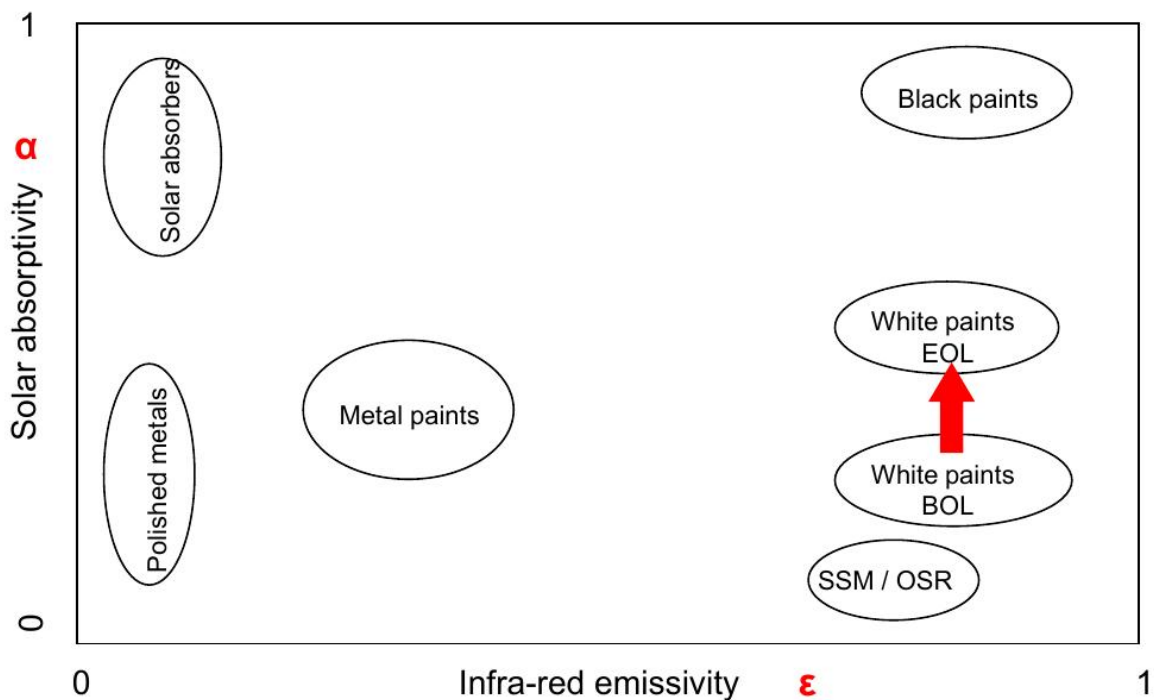 1
Solar absorbers
Black paints
α
Solar absorptivity
White paints
EOL
Metal paints
Polished metals
White paints
BOL
SSM / OSR
0
0
Infra-red emissivity ε
1